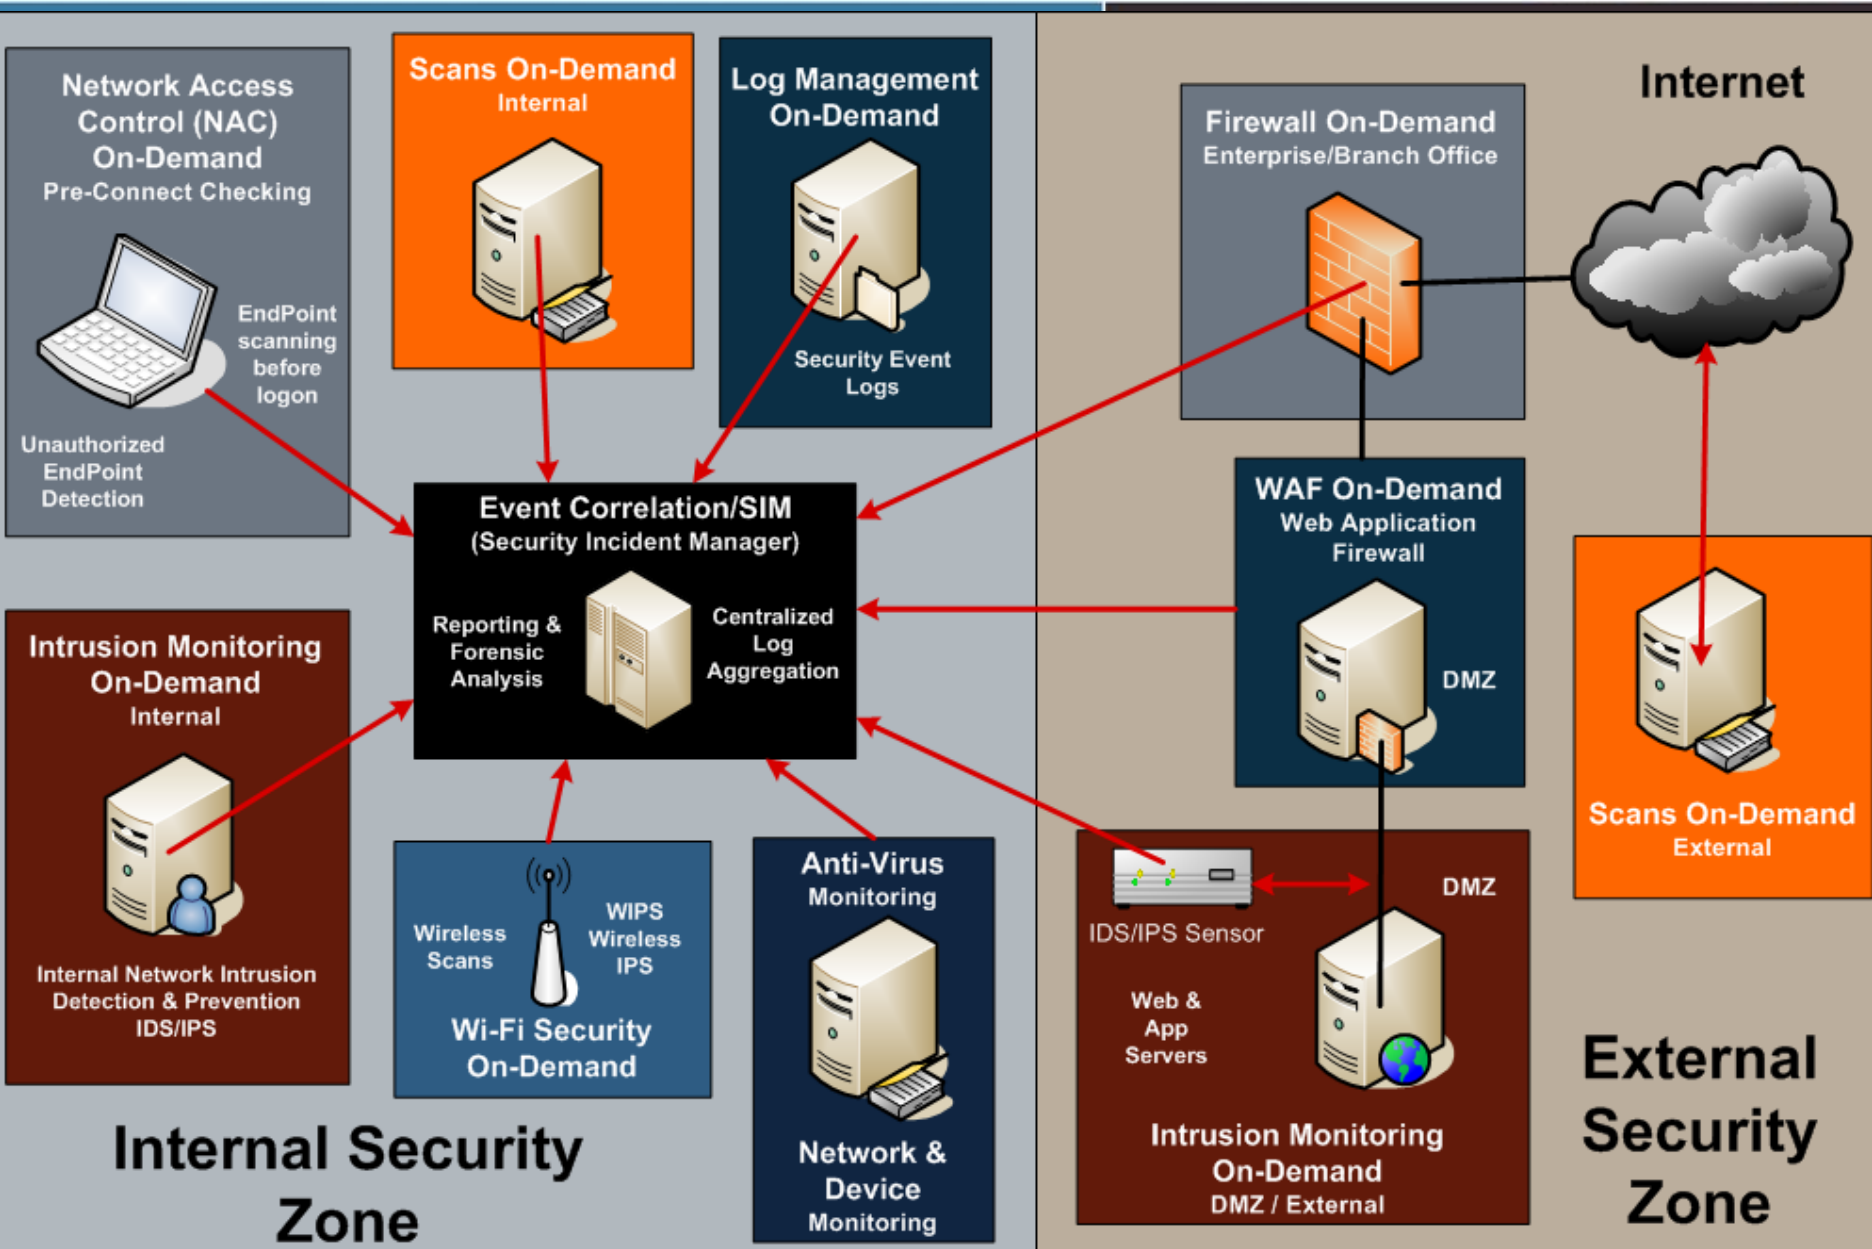 Network Access
Control (NAC)
On-Demand
Pre-Connect Checking
EndPoint
scanning
before
logon
Unauthorized
EndPoint
Detection
Scans On-Demand
Internal
Log Management
On-Demand
Security Event
Logs
Event Correlation/SIM
(Security Incident Manager)
Reporting &
Forensic
Analysis
Centralized
Log
Aggregation
Intrusion Monitoring
On-Demand
Internal
Internal Network Intrusion
Detection & Prevention
IDS/IPS
Wireless
Scans
WIPS
Wireless
IPS
Wi-Fi Security
On-Demand
Anti-Virus
Monitoring
Network &
Device
Monitoring
Internal Security
Zone
Firewall On-Demand
Enterprise/Branch Office
Internet
WAF On-Demand
Web Application
Firewall
DMZ
Scans On-Demand
External
DMZ
IDS/IPS Sensor
Web &
App
Servers
Intrusion Monitoring
On-Demand
DMZ / External
External
Security
Zone